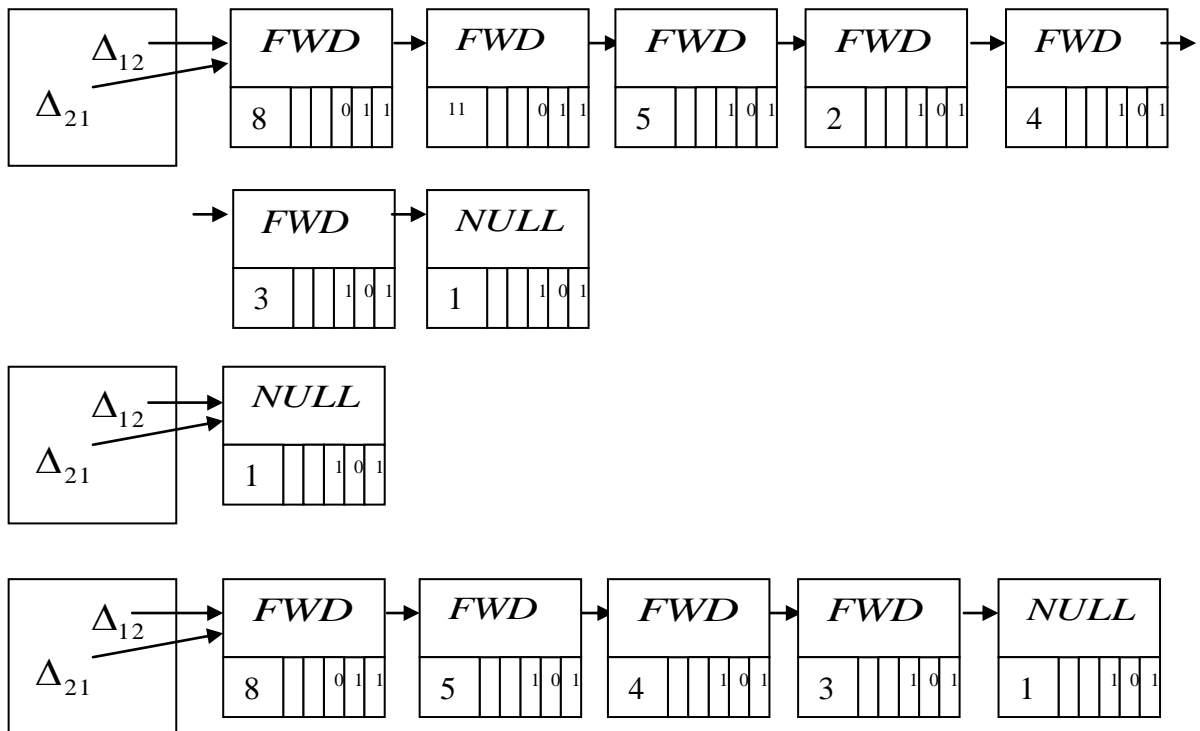 Δ12 FWD FWD FWD FWD FWD
Δ21
8 0 1 1 11 0 1 1 5 1 0 1 2 1 0 1 4 1 0 1
FWD NULL
3 1 0 1 1 1 0 1
Δ12 NULL
Δ21
1 1 0 1
Δ12 FWD FWD FWD FWD NULL
Δ21
8 0 1 1 5 1 0 1 4 1 0 1 3 1 0 1 1 1 0 1